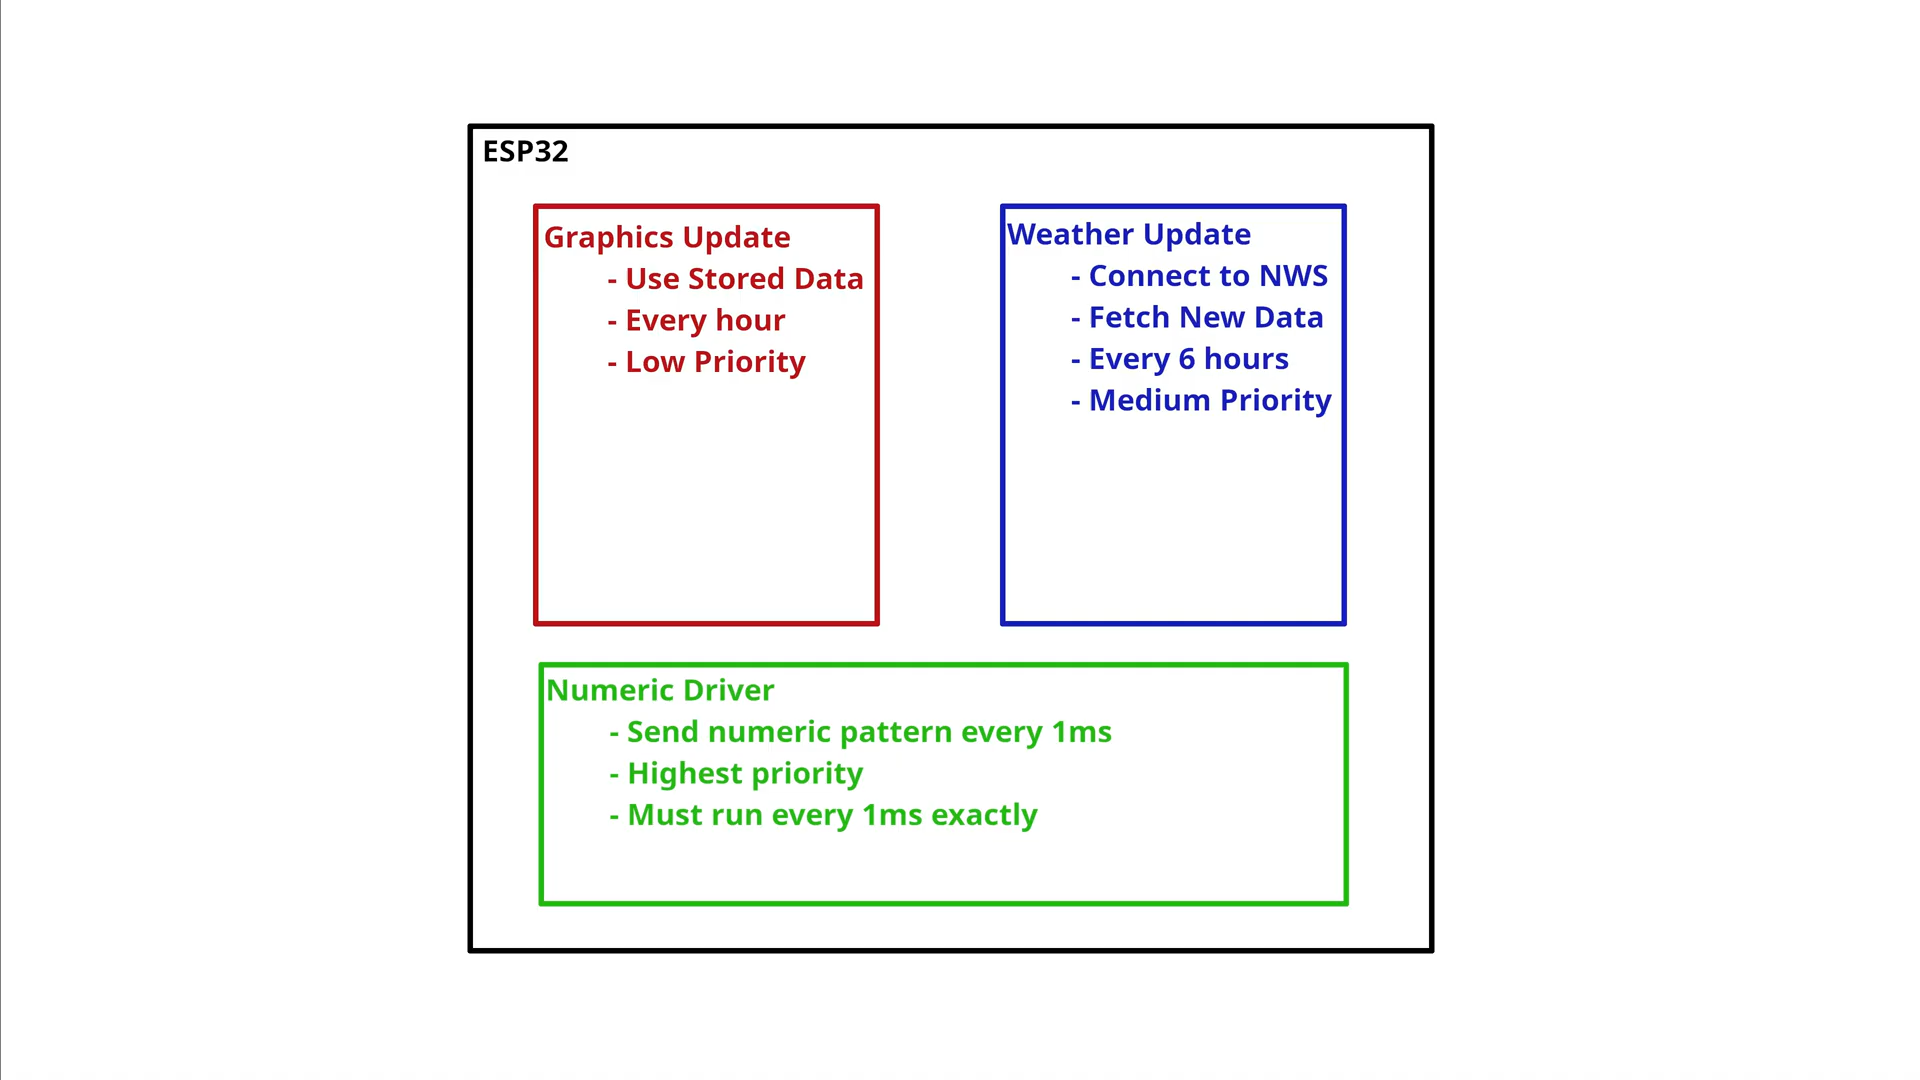 ESP32
Graphics Update
- Use Stored Data
- Every hour
- Low Priority
Weather Update
- Connect to NWS
- Fetch New Data
- Every 6 hours
- Medium Priority
Numeric Driver
- Send numeric pattern every 1ms
- Highest priority
- Must run every 1ms exactly